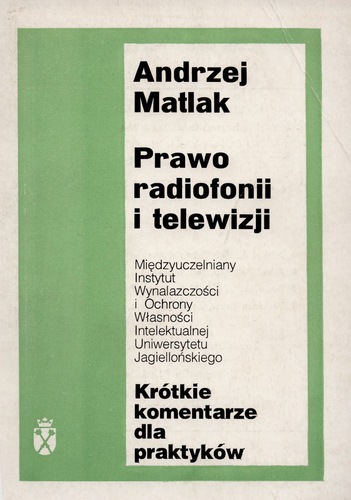 Andrzej
Matlak
Prawo
radiofonii
i telewizji
Międzyuczelniany
Instytut
Wynalazczości
i Ochrony
Własności
Intelektualnej
Uniwersytetu
Jagiellońskiego
Krótkie
komentarze
dla
praktyków